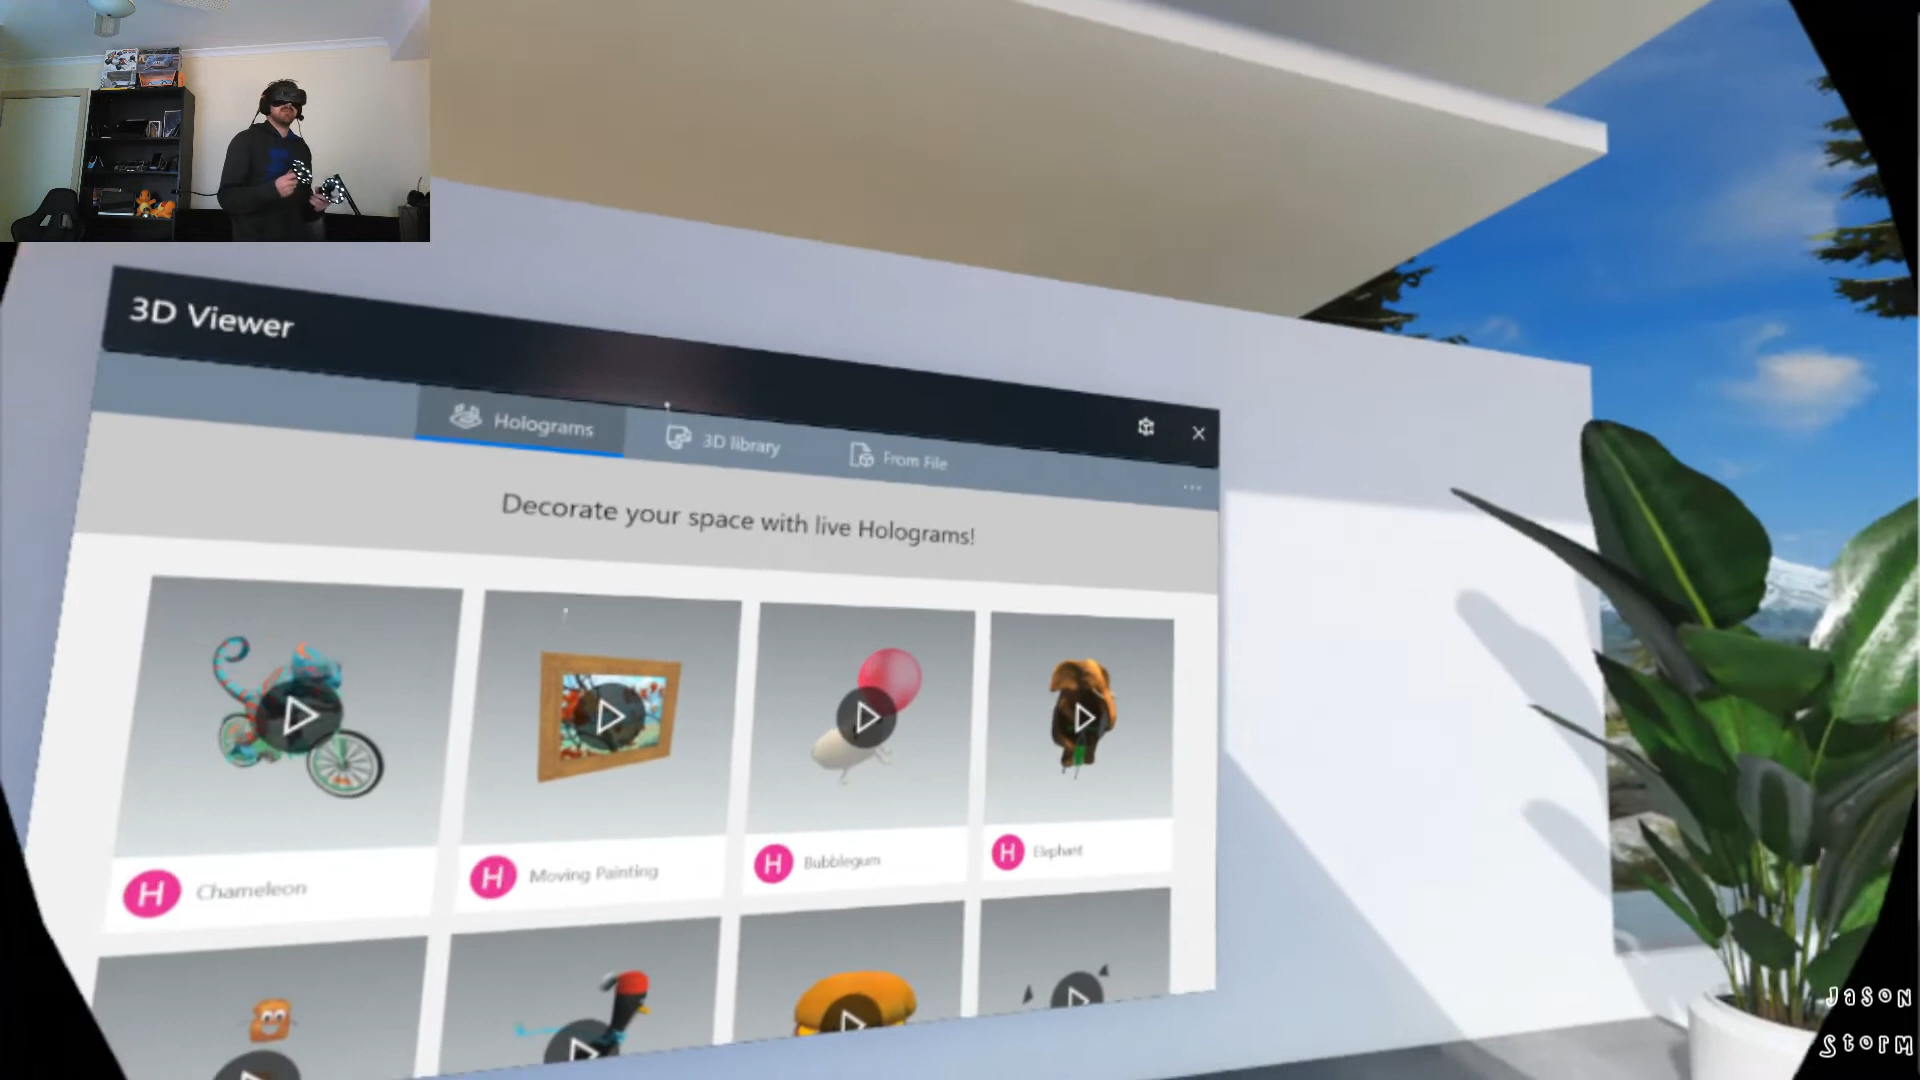 3D Viewer
Holograms
3D library
From File
Decorate your space with live Holograms!
H Chameleon
H Moving Painting
H Bubblegum
H Elephant
Jason
Storm